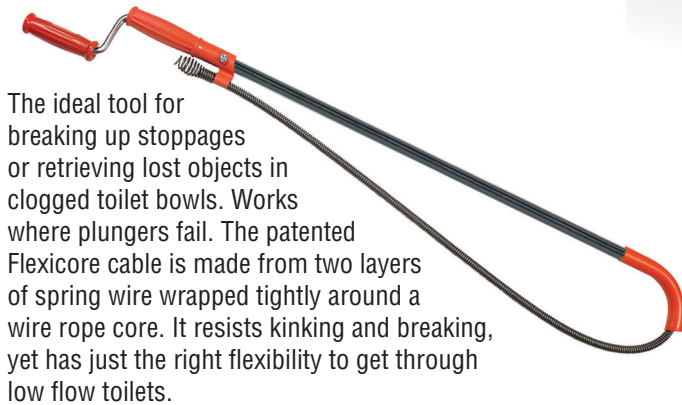 The ideal tool for
breaking up stoppages
or retrieving lost objects in
clogged toilet bowls. Works
where plungers fail. The patented
Flexicore cable is made from two layers
of spring wire wrapped tightly around a
wire rope core. It resists kinking and breaking,
yet has just the right flexibility to get through
low flow toilets.